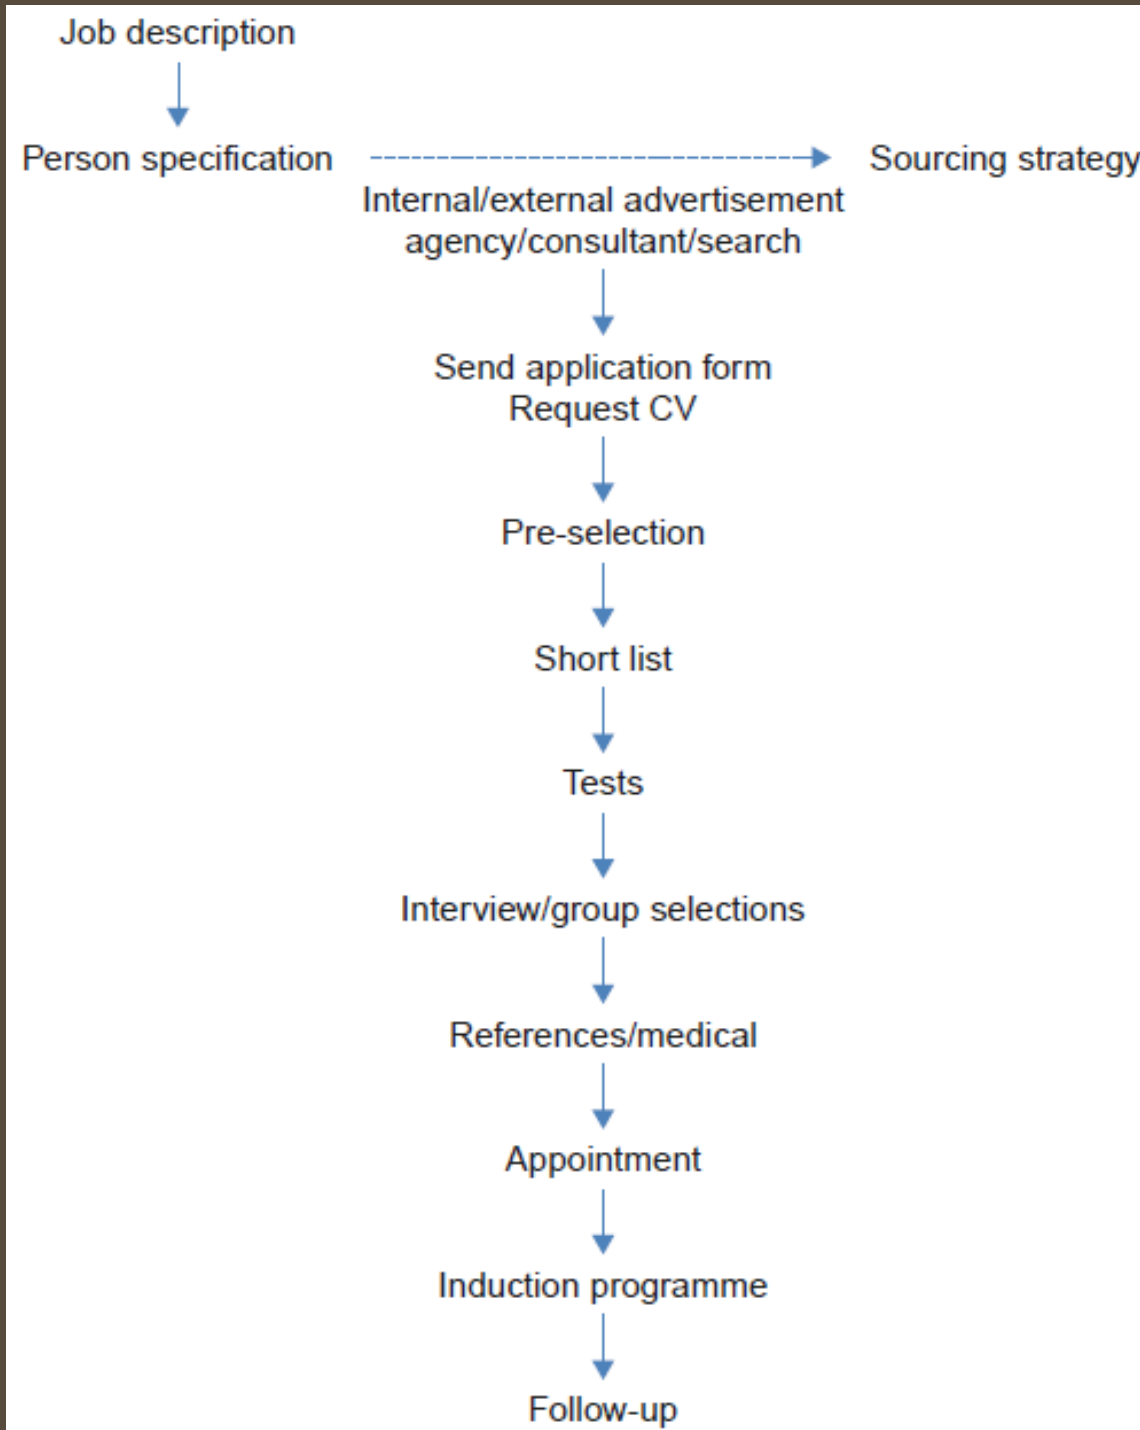 Job description
Person specification
Sourcing strategy
Internal/external advertisement
agency/consultant/search
Send application form
Request CV
Pre-selection
Short list
Tests
Interview/group selections
References/medical
Appointment
Induction programme
Follow-up